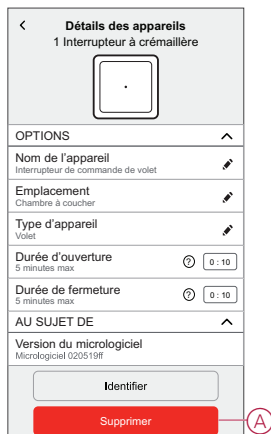 Détails des appareils
1 Interrupteur à crémaillère
OPTIONS
Nom de l'appareil
Interrupteur de commande de volet
Emplacement
Chambre à coucher
Type d'appareil
Volet
Durée d'ouverture
5 minutes max
? 0 : 10
Durée de fermeture
5 minutes max
? 0 : 10
AU SUJET DE
Version du micrologiciel
Micrologiciel 020519ff
Identifier
Supprimer
A